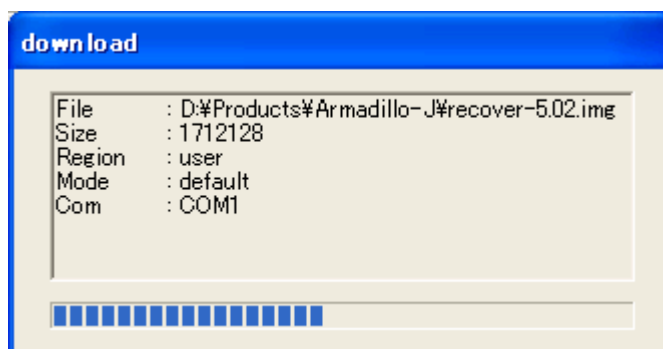 download
File : D:¥Products¥Armadillo-J¥recover-5.02.img
Size : 1712128
Region : user
Mode : default
Com : COM1